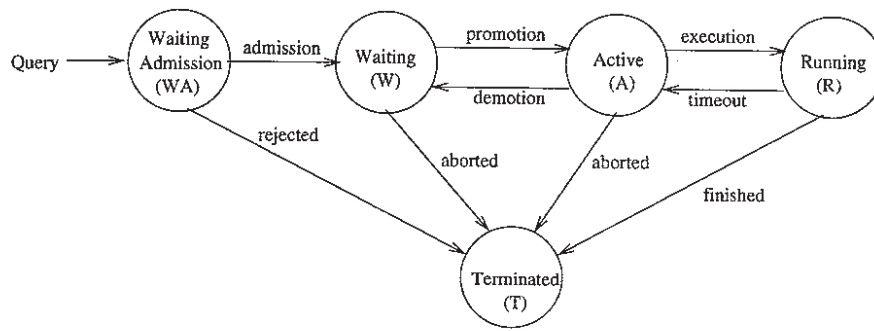 Query
Waiting
Admission
(WA)
admission
Waiting
(W)
promotion
demotion
Active
(A)
execution
timeout
Running
(R)
rejected
aborted
aborted
finished
Terminated
(T)